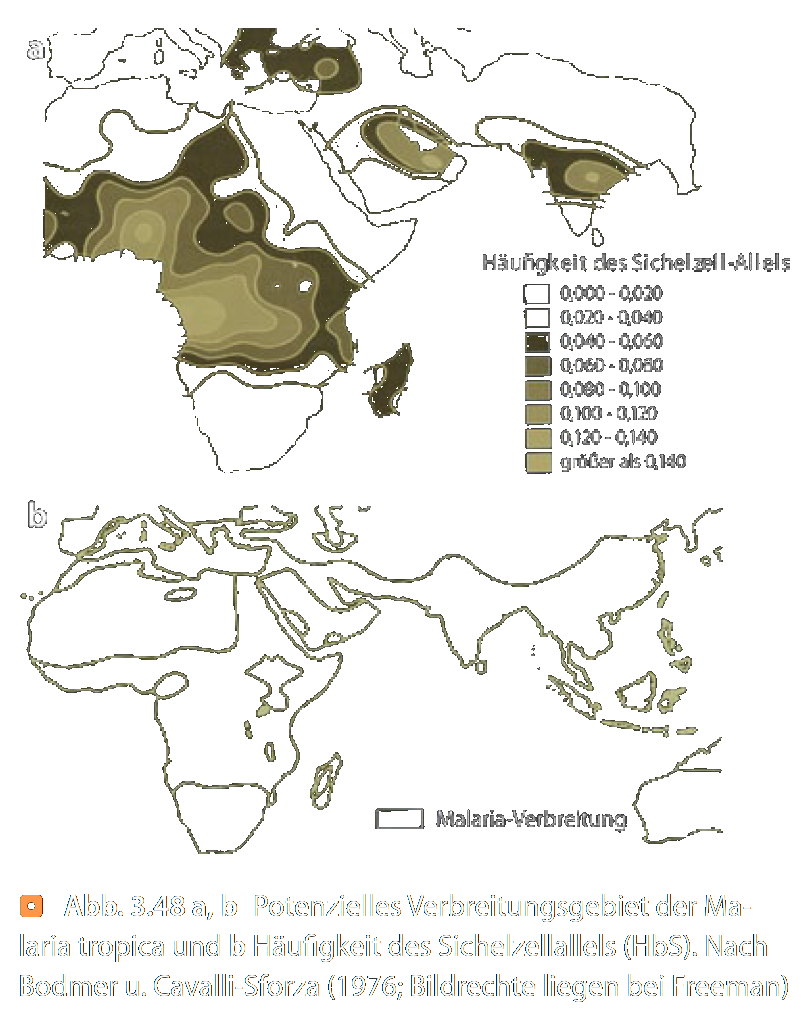 a
Häufigkeit des Sichelzell-Allels
0,000 - 0,020
0,020 - 0,040
0,040 - 0,060
0,060 - 0,080
0,080 - 0,100
0,100 - 0,120
0,120 - 0,140
größer als 0,140
b
Malaria-Verbreitung
Abb. 3.48 a, b Potenzielles Verbreitungsgebiet der Ma-
laria tropica und b Häufigkeit des Sichelzellallels (HbS). Nach
Bodmer u. Cavalli-Sforza (1976; Bildrechte liegen bei Freeman)